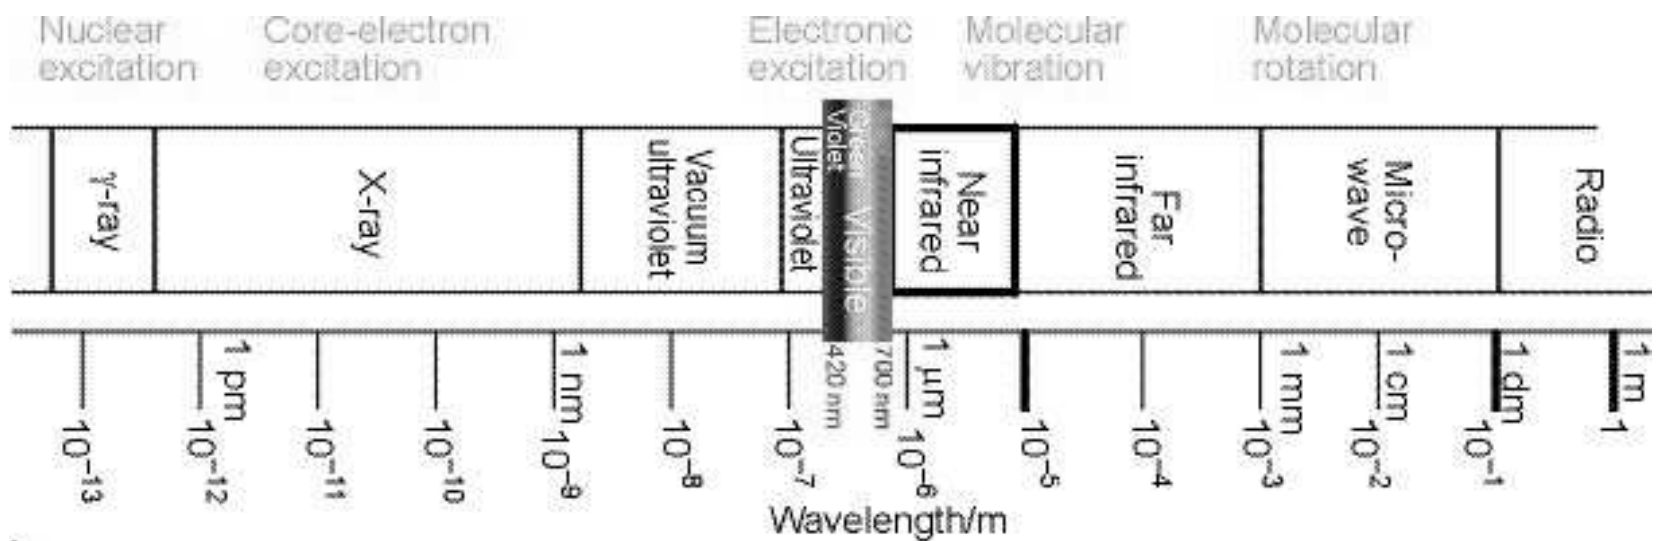 Nuclear
excitation
Core-electron
excitation
Electronic
excitation
Molecular
vibration
Molecular
rotation
γ-ray
X-ray
Vacuum
ultraviolet
Ultraviolet
Violet
Visible
Near
infrared
Far
infrared
Micro-
wave
Radio
1 pm
1 nm
420 nm
700 nm
1 μm
1 mm
1 cm
1 dm
1 m
10⁻¹³
10⁻¹²
10⁻¹¹
10⁻¹⁰
10⁻⁹
10⁻⁸
10⁻⁷
10⁻⁶
10⁻⁵
10⁻⁴
10⁻³
10⁻²
10⁻¹
1
Wavelength/m